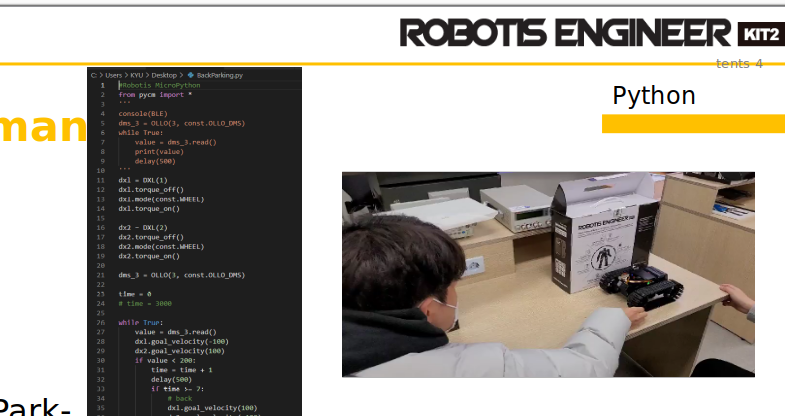 ROBOTIS ENGINEER KIT2
tents 4
Python
man
C: > Users > KYU > Desktop > BackParking.py
1 #Robotis MicroPython
2 from pycm import *
3 '''
4 console(BLE)
5 dms_3 = OLLO(3, const.OLLO_DMS)
6 while True:
7 value = dms_3.read()
8 print(value)
9 delay(500)
10 '''
11 dx1 = DXL(1)
12 dx1.torque_off()
13 dx1.mode(const.WHEEL)
14 dx1.torque_on()
15
16 dx2 = DXL(2)
17 dx2.torque_off()
18 dx2.mode(const.WHEEL)
19 dx2.torque_on()
20
21 dms_3 = OLLO(3, const.OLLO_DMS)
22
23 time = 0
24 # time = 3000
25
26 while True:
27 value = dms_3.read()
28 dx1.goal_velocity(-100)
29 dx2.goal_velocity(100)
30 if value < 200:
31 time = time + 1
32 delay(500)
33 if time >= 7:
34 # back
35 dx1.goal_velocity(100)
ROBOTIS ENGINEER
Park-